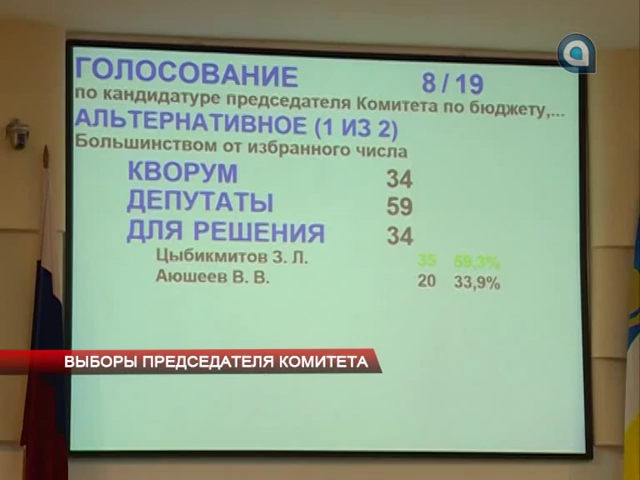 ГОЛОСОВАНИЕ 8 / 19
по кандидатуре председателя Комитета по бюджету,...
АЛЬТЕРНАТИВНОЕ (1 ИЗ 2)
Большинством от избранного числа
КВОРУМ 34
ДЕПУТАТЫ 59
ДЛЯ РЕШЕНИЯ 34
Цыбикмитов З. Л. 35 59,3%
Аюшеев В. В. 20 33,9%
ВЫБОРЫ ПРЕДСЕДАТЕЛЯ КОМИТЕТА